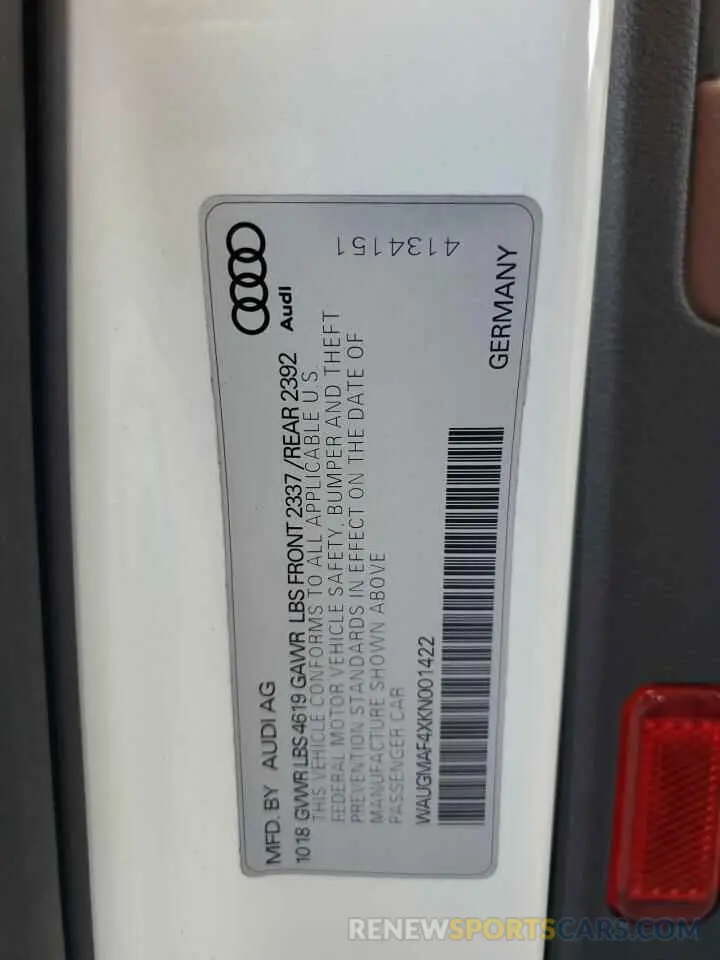 MFD. BY AUDI AG
Audi
1018 GVWR LBS 4619 GAWR LBS FRONT 2337/REAR 2392
THIS VEHICLE CONFORMS TO ALL APPLICABLE U S
FEDERAL MOTOR VEHICLE SAFETY, BUMPER AND THEFT
PREVENTION STANDARDS IN EFFECT ON THE DATE OF
MANUFACTURE SHOWN ABOVE
PASSENGER CAR
4134151
WAUGMAF4XKN001422
GERMANY
RENEWSPORTSCARS.COM